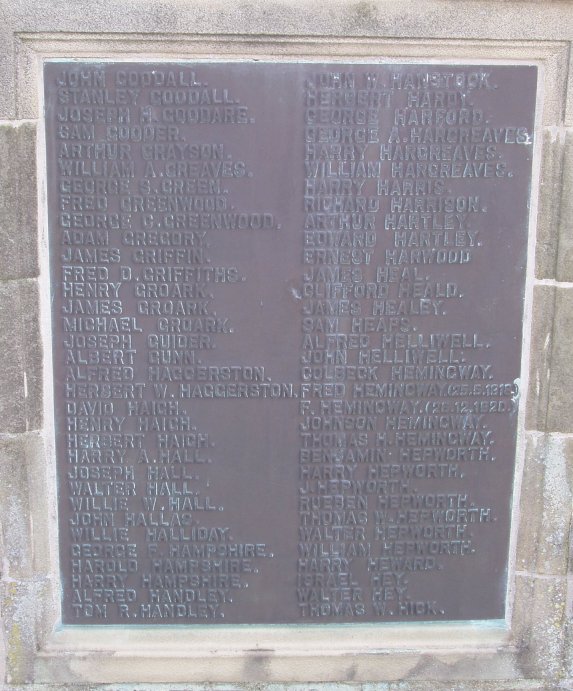 JOHN GOODALL.
STANLEY GOODALL.
JOSEPH H. GOODARE.
SAM GOODER.
ARTHUR GRAYSON.
WILLIAM A. GREAVES.
GEORGE S. GREEN.
FRED GREENWOOD.
GEORGE C. GREENWOOD.
ADAM GREGORY.
JAMES GRIFFIN.
FRED D. GRIFFITHS.
HENRY GROARK.
JAMES GROARK.
MICHAEL GROARK.
JOSEPH GUIDER.
ALBERT GUNN.
ALFRED HAGGERSTON.
HERBERT W. HAGGERSTON.
DAVID HAIGH.
HENRY HAIGH.
HERBERT HAIGH.
HARRY A. HALL.
JOSEPH HALL.
WALTER HALL.
WILLIE W. HALL.
JOHN HALLAS.
WILLIE HALLIDAY.
GEORGE F. HAMPSHIRE.
HAROLD HAMPSHIRE.
HARRY HAMPSHIRE.
ALFRED HANDLEY.
TOM R. HANDLEY.
JOHN W. HANSTOCK.
HERBERT HARDY.
GEORGE HARFORD.
GEORGE A. HARGREAVES
HARRY HARGREAVES.
WILLIAM HARGREAVES.
HARRY HARRIS.
RICHARD HARRISON.
ARTHUR HARTLEY.
EDWARD HARTLEY.
ERNEST HARWOOD
JAMES HEAL.
CLIFFORD HEALD.
JAMES HEALEY.
SAM HEAPS.
ALFRED HELLIWELL.
JOHN HELLIWELL.
COLBECK HEMINGWAY.
FRED HEMINGWAY.
F. HEMINGWAY. (25.12.1920.)
JOHNSON HEMINGWAY.
THOMAS H. HEMINGWAY.
BENJAMIN HEPWORTH.
HARRY HEPWORTH.
J. HEPWORTH.
RUEBEN HEPWORTH.
THOMAS W. HEPWORTH.
WALTER HEPWORTH.
WILLIAM HEPWORTH.
HARRY HEWARD.
ISRAEL HEY.
WALTER HEY.
THOMAS W. HICK.